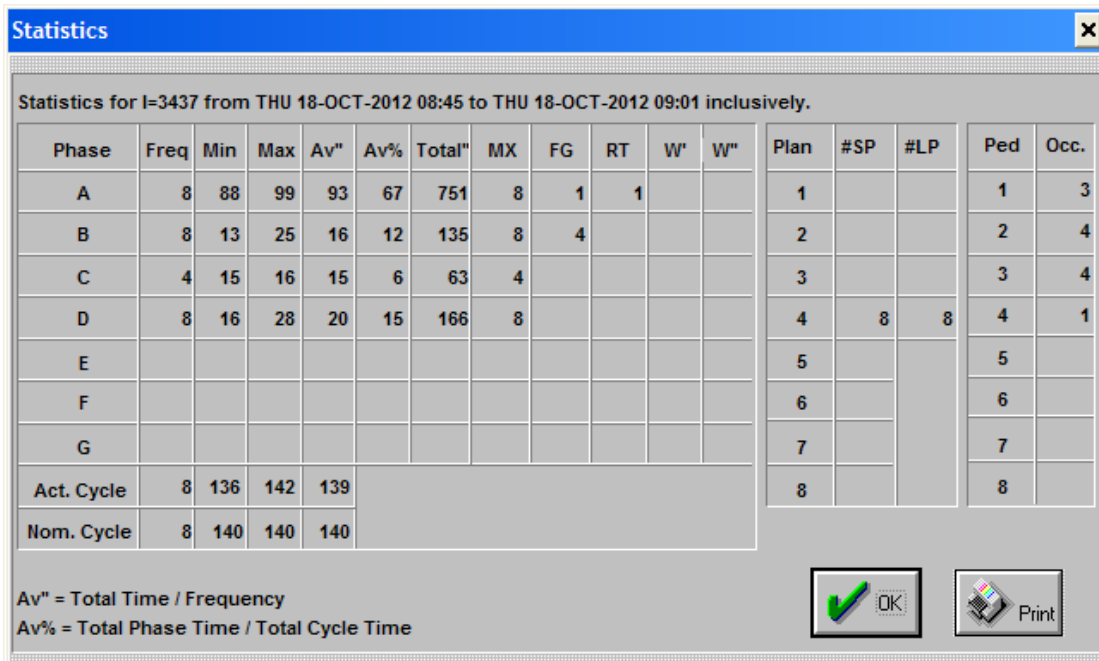 Statistics
Statistics for I=3437 from THU 18-OCT-2012 08:45 to THU 18-OCT-2012 09:01 inclusively.
Phase Freq Min Max Av" Av% Total" MX FG RT W' W" Plan #SP #LP Ped Occ.
A 8 88 99 93 67 751 8 1 1 1 1 3
B 8 13 25 16 12 135 8 4 2 2 4
C 4 15 16 15 6 63 4 3 3 4
D 8 16 28 20 15 166 8 4 8 8 4 1
E 5 5
F 6 6
G 7 7
Act. Cycle 8 136 142 139 8 8
Nom. Cycle 8 140 140 140
Av" = Total Time / Frequency
Av% = Total Phase Time / Total Cycle Time
OK
Print